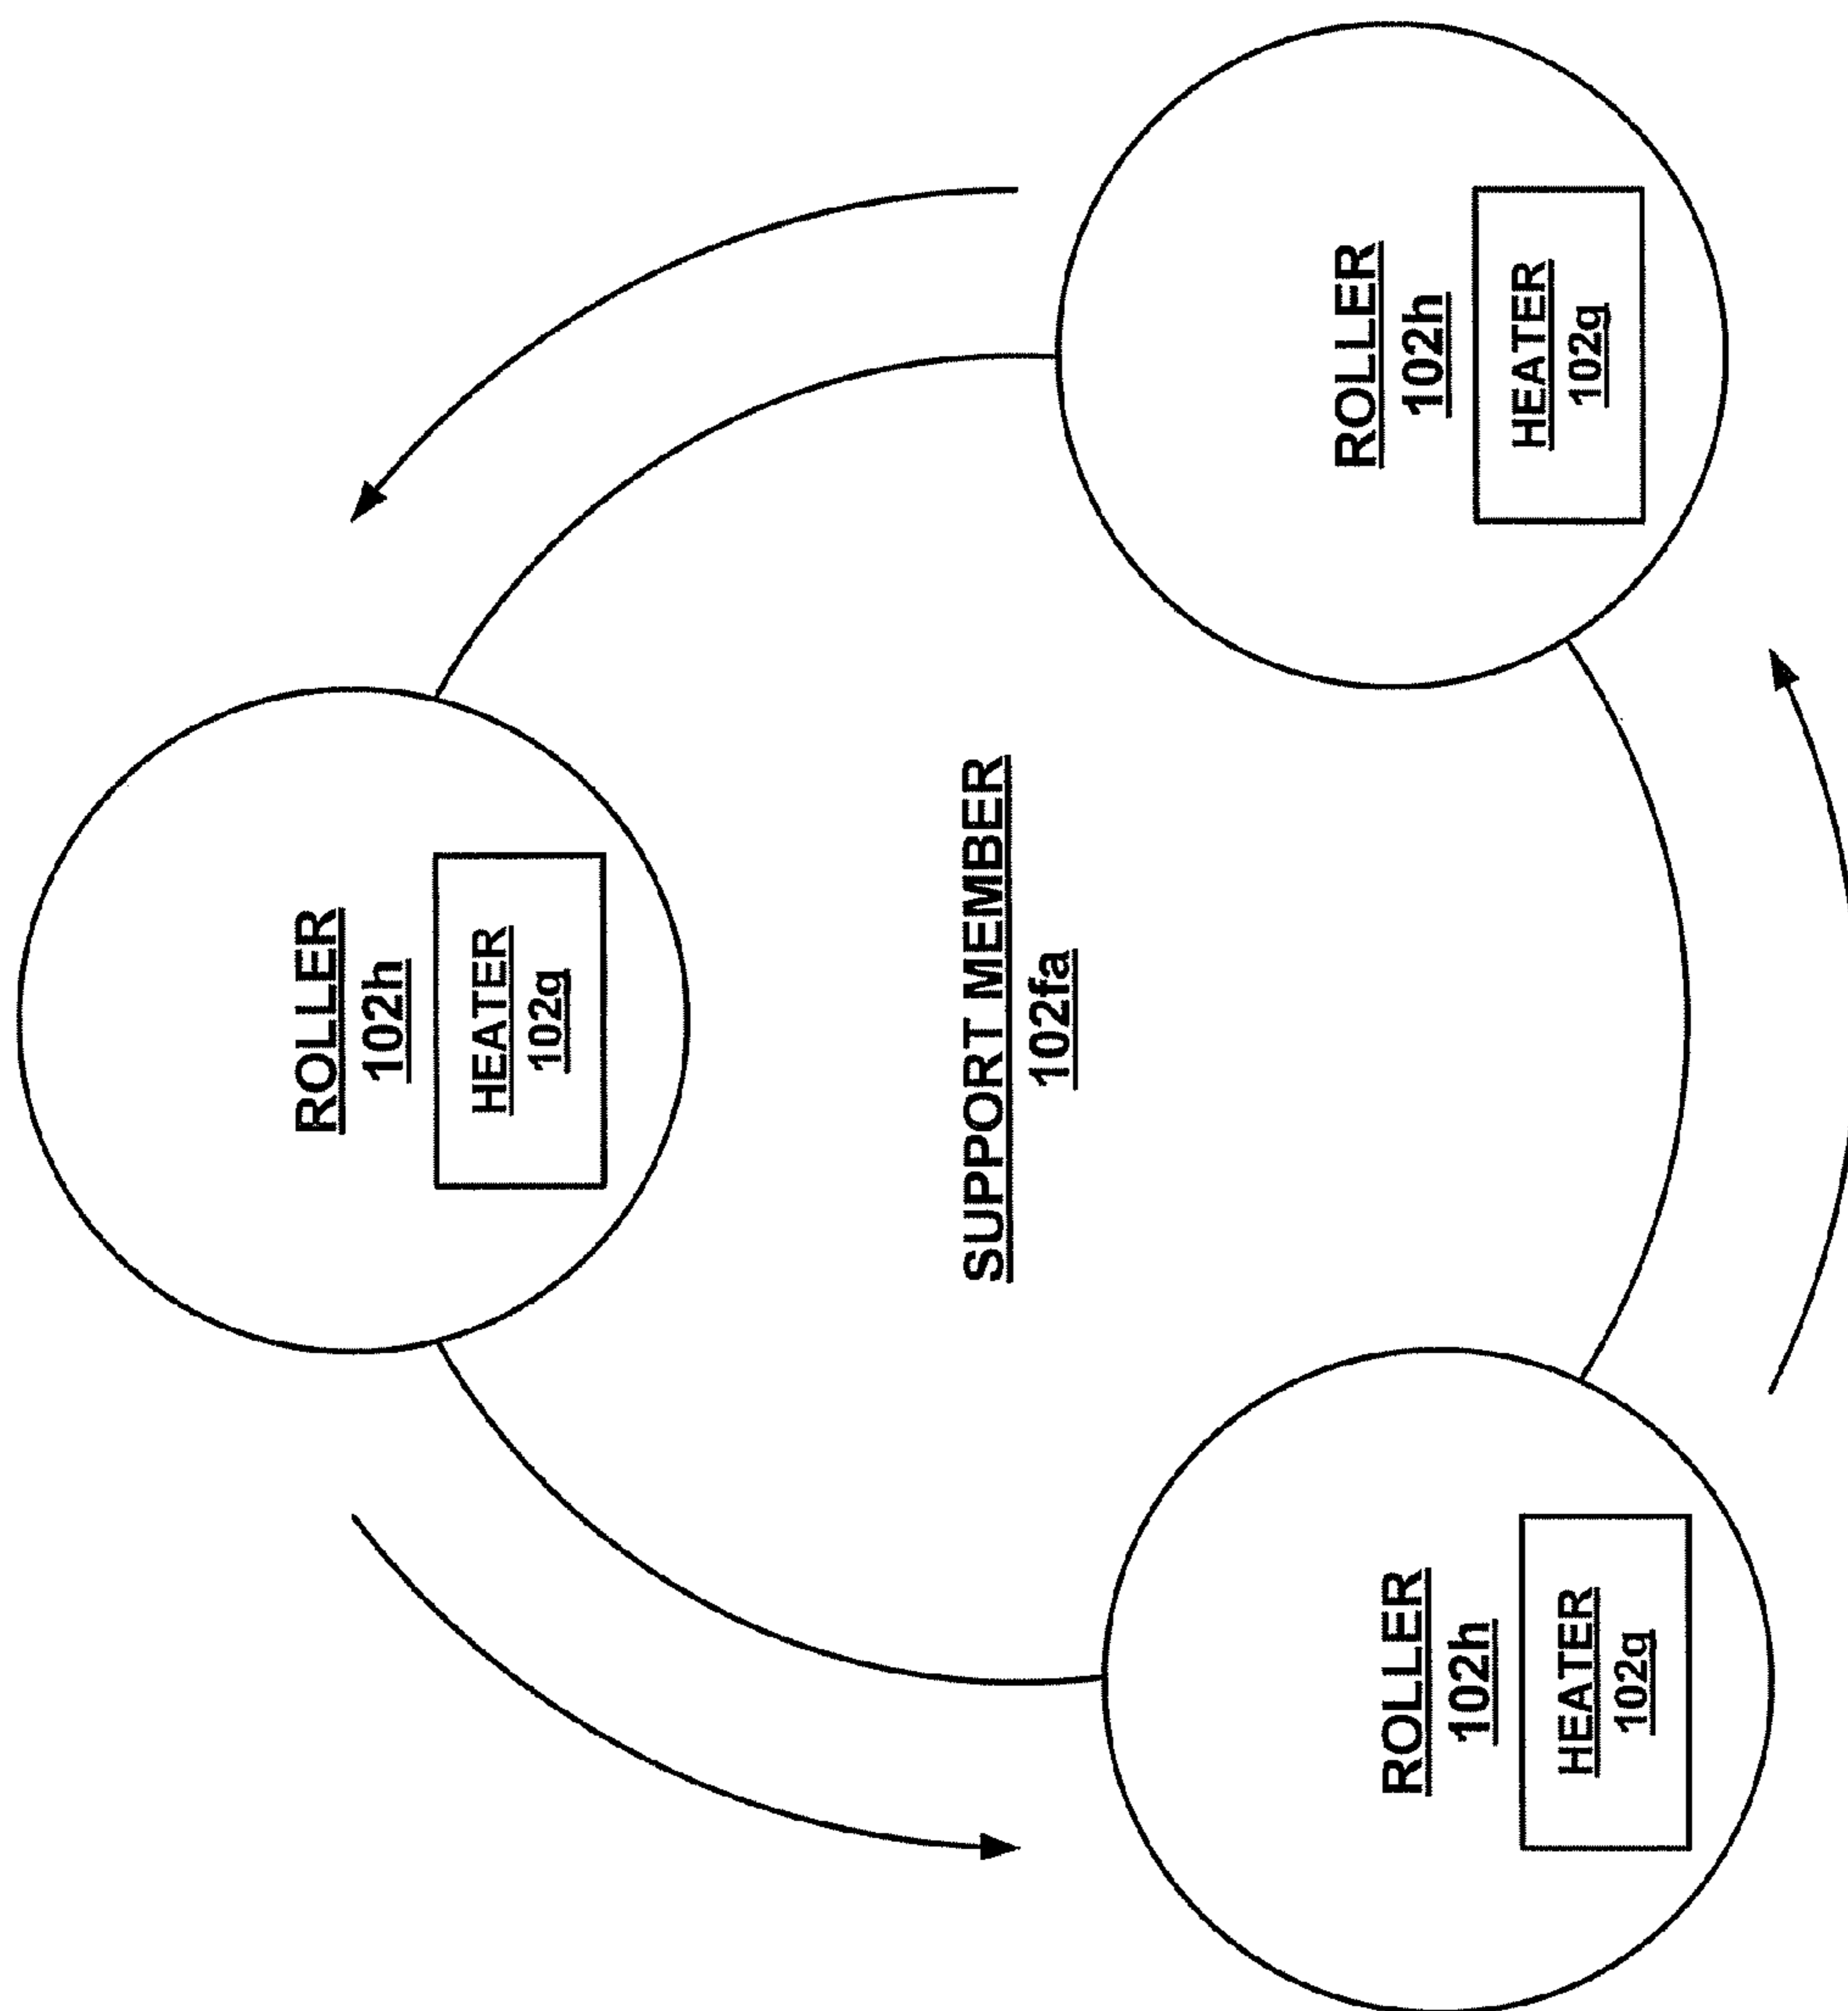 ROLLER
102h
HEATER
102g
SUPPORT MEMBER
102fa
ROLLER
102h
HEATER
102g
ROLLER
102h
HEATER
102g